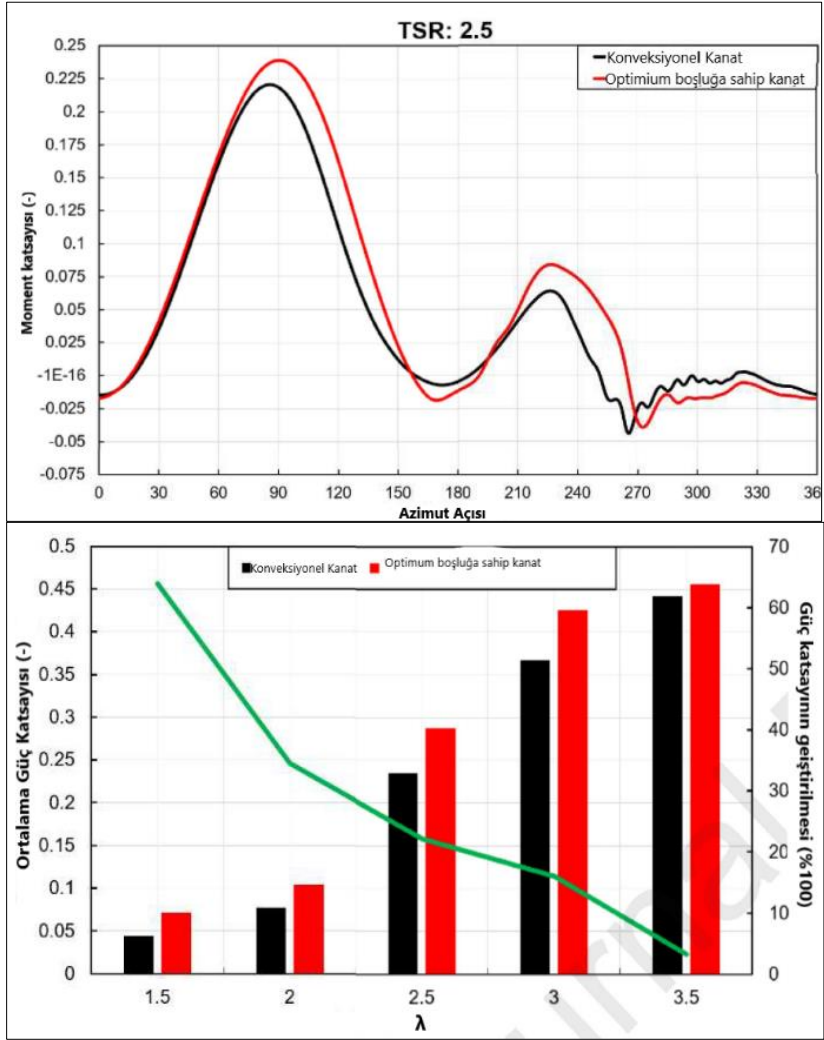 TSR: 2.5
Konveksiyonel Kanat
Optimium boşluğa sahip kanat
Moment katsayısı (-)
0.25
0.225
0.2
0.175
0.15
0.125
0.1
0.075
0.05
0.025
-1E-16
-0.025
-0.05
-0.075
0 30 60 90 120 150 180 210 240 270 300 330 36
Azimut Açısı
Konveksiyonel Kanat Optimum boşluğa sahip kanat
Ortalama Güç Katsayısı (-)
0.5
0.45
0.4
0.35
0.3
0.25
0.2
0.15
0.1
0.05
0
70
60
50
40
30
20
10
0
Güç katsayının geiştirilmesi (%100)
1.5 2 2.5 3 3.5
λ